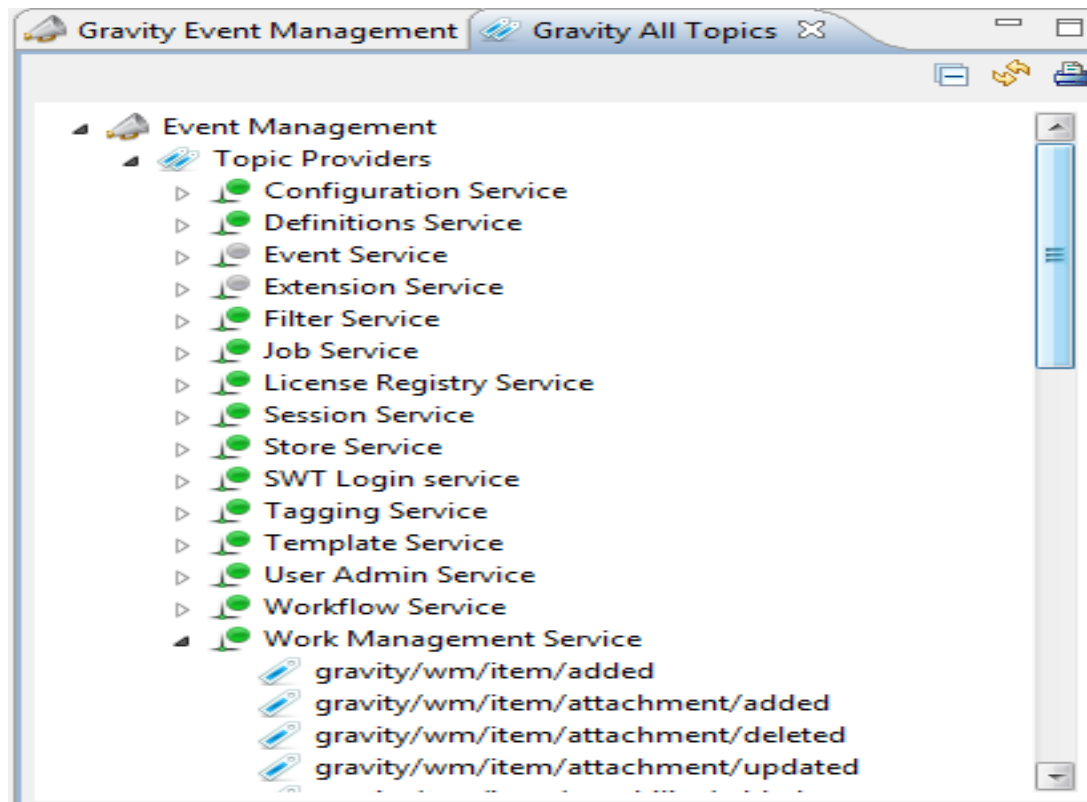 Gravity Event Management
Gravity All Topics
Event Management
Topic Providers
Configuration Service
Definitions Service
Event Service
Extension Service
Filter Service
Job Service
License Registry Service
Session Service
Store Service
SWT Login service
Tagging Service
Template Service
User Admin Service
Workflow Service
Work Management Service
gravity/wm/item/added
gravity/wm/item/attachment/added
gravity/wm/item/attachment/deleted
gravity/wm/item/attachment/updated